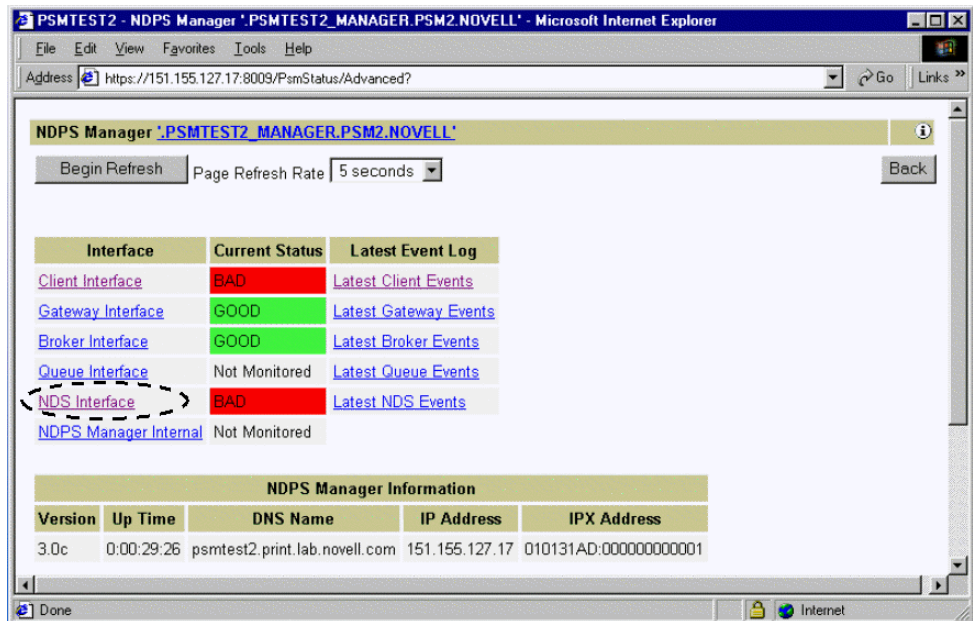 PSMTEST2 - NDPS Manager '.PSMTEST2_MANAGER.PSM2.NOVELL' - Microsoft Internet Explorer
File Edit View Favorites Tools Help
Address https://151.155.127.17:8009/PsmStatus/Advanced? Go Links »
NDPS Manager '.PSMTEST2_MANAGER.PSM2.NOVELL'
Begin Refresh Page Refresh Rate 5 seconds Back
Interface Current Status Latest Event Log
Client Interface BAD Latest Client Events
Gateway Interface GOOD Latest Gateway Events
Broker Interface GOOD Latest Broker Events
Queue Interface Not Monitored Latest Queue Events
NDS Interface BAD Latest NDS Events
NDPS Manager Internal Not Monitored
NDPS Manager Information
Version Up Time DNS Name IP Address IPX Address
3.0c 0:00:29:26 psmtest2.print.lab.novell.com 151.155.127.17 010131AD:000000000001
Done Internet